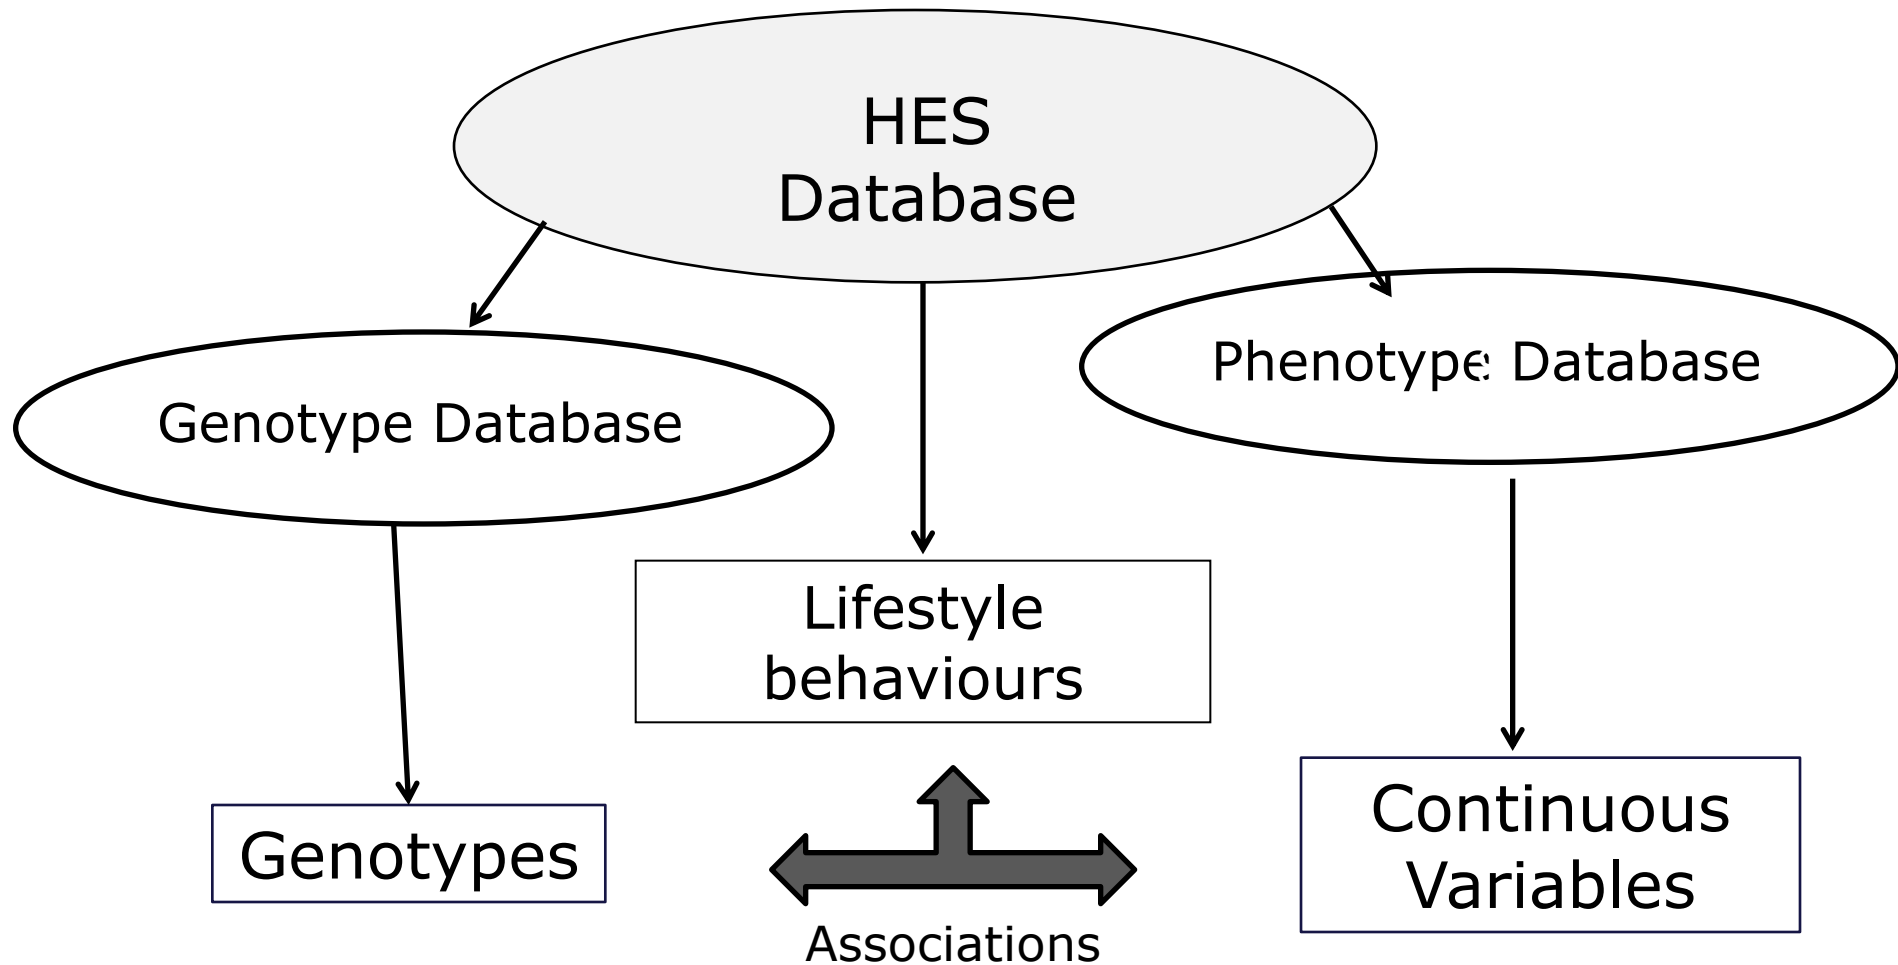 HES
Database
Genotype Database
Phenotype Database
Lifestyle
behaviours
Genotypes
Continuous
Variables
Associations